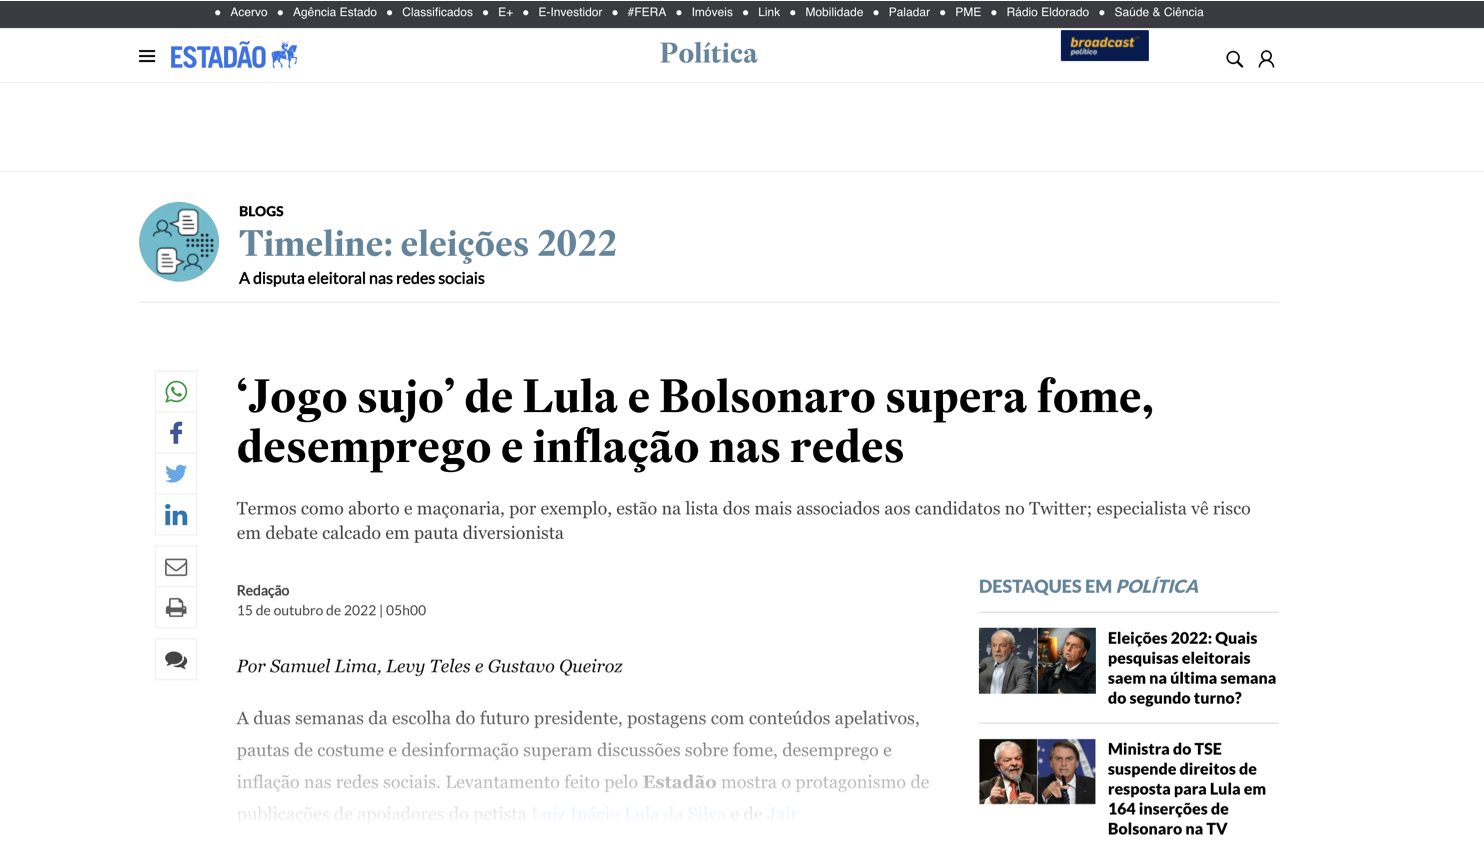 Acervo • Agência Estado • Classificados • E+ • E-Investidor • #FERA • Imóveis • Link • Mobilidade • Paladar • PME • Rádio Eldorado • Saúde & Ciência
ESTADÃO
Política
broadcast
político
BLOGS
Timeline: eleições 2022
A disputa eleitoral nas redes sociais
‘Jogo sujo’ de Lula e Bolsonaro supera fome,
desemprego e inflação nas redes
Termos como aborto e maçonaria, por exemplo, estão na lista dos mais associados aos candidatos no Twitter; especialista vê risco
em debate calcado em pauta diversionista
Redação
15 de outubro de 2022 | 05h00
Por Samuel Lima, Levy Teles e Gustavo Queiroz
A duas semanas da escolha do futuro presidente, postagens com conteúdos apelativos,
pautas de costume e desinformação superam discussões sobre fome, desemprego e
inflação nas redes sociais. Levantamento feito pelo Estadão mostra o protagonismo de
publicações de apoiadores do petista Luiz Inácio Lula da Silva e de Jair
DESTAQUES EM POLÍTICA
Eleições 2022: Quais
pesquisas eleitorais
saem na última semana
do segundo turno?
Ministra do TSE
suspende direitos de
resposta para Lula em
164 inserções de
Bolsonaro na TV